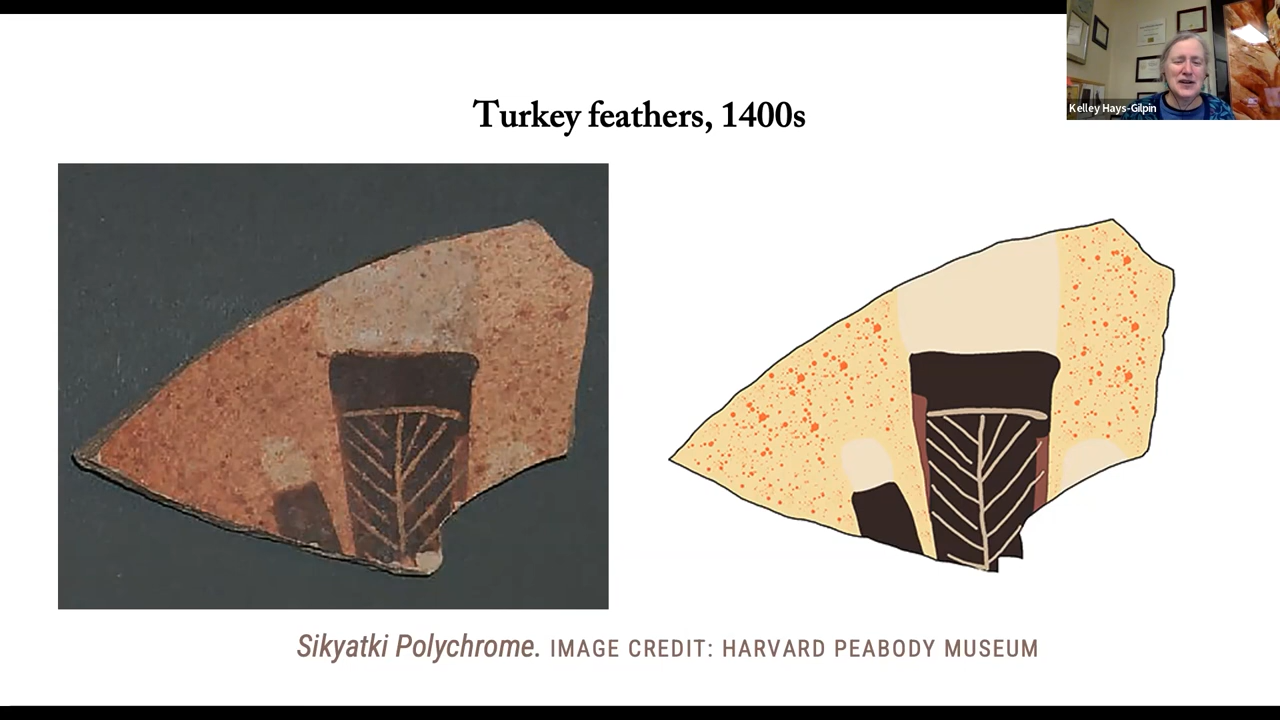 Kelley Hays-Gilpin
Turkey feathers, 1400s
Sikyatki Polychrome. IMAGE CREDIT: HARVARD PEABODY MUSEUM